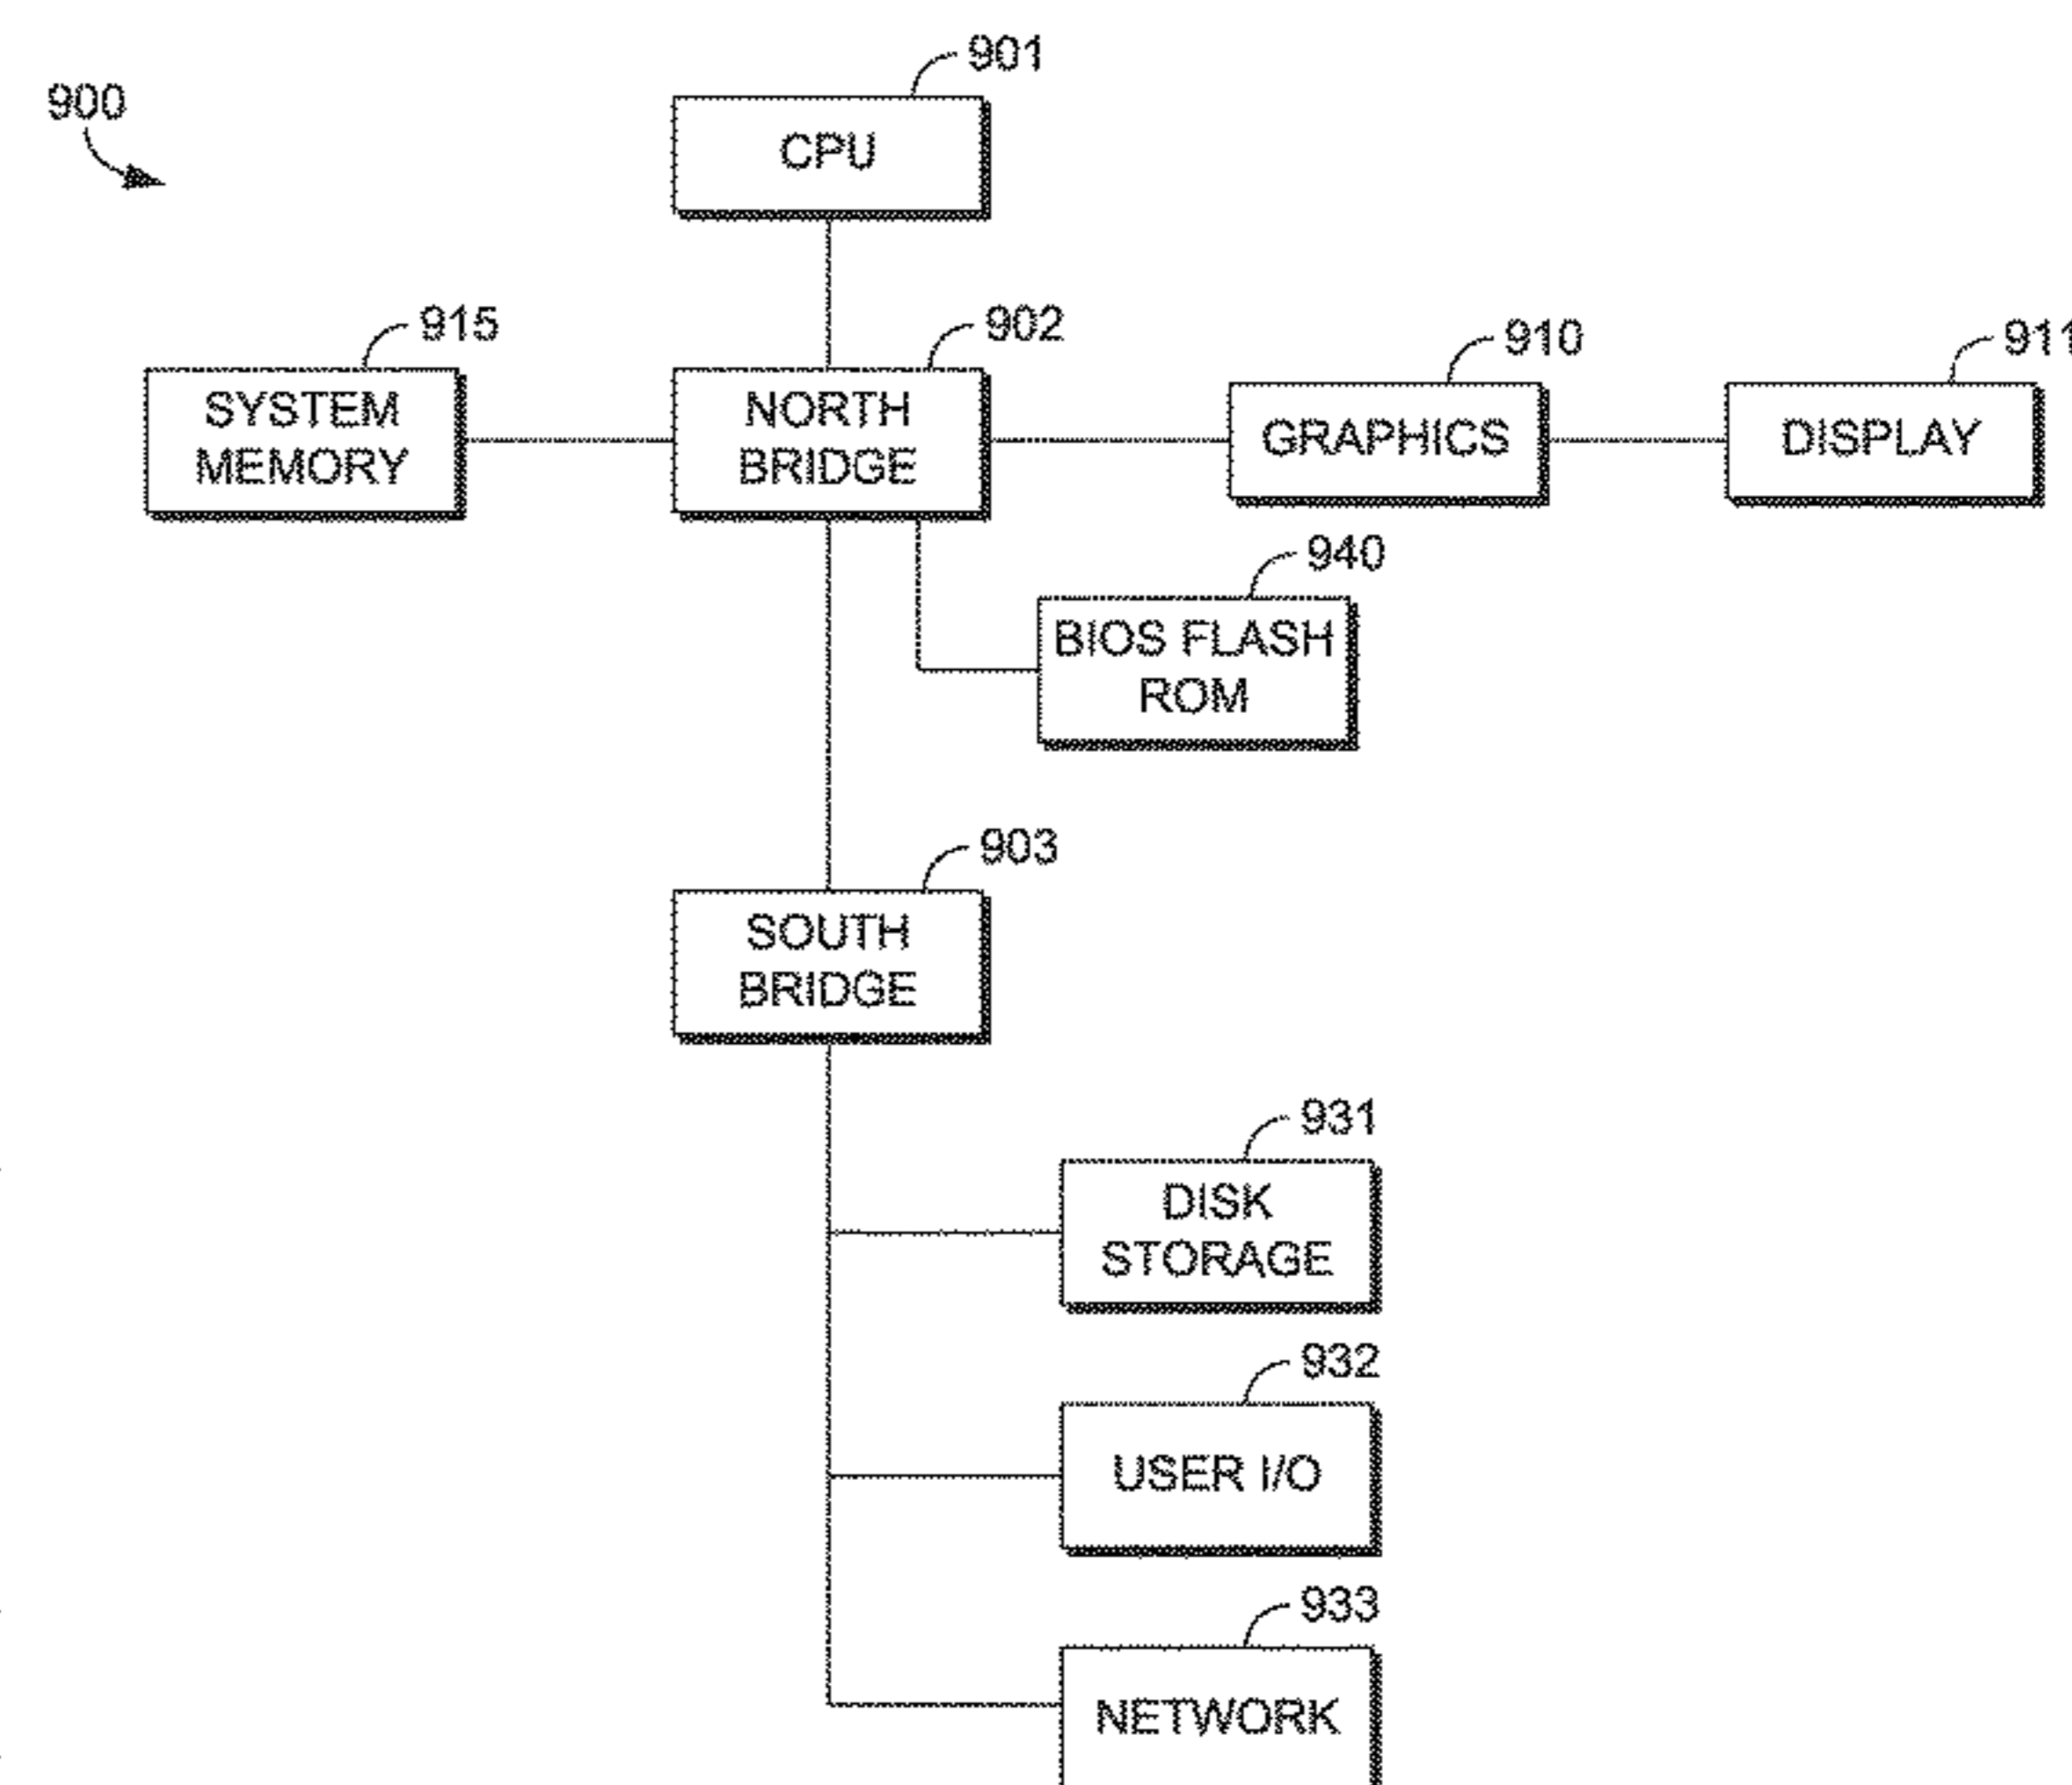 900
901
CPU
915
SYSTEM
MEMORY
902
NORTH
BRIDGE
910
GRAPHICS
911
DISPLAY
940
BIOS FLASH
ROM
903
SOUTH
BRIDGE
931
DISK
STORAGE
932
USER I/O
933
NETWORK